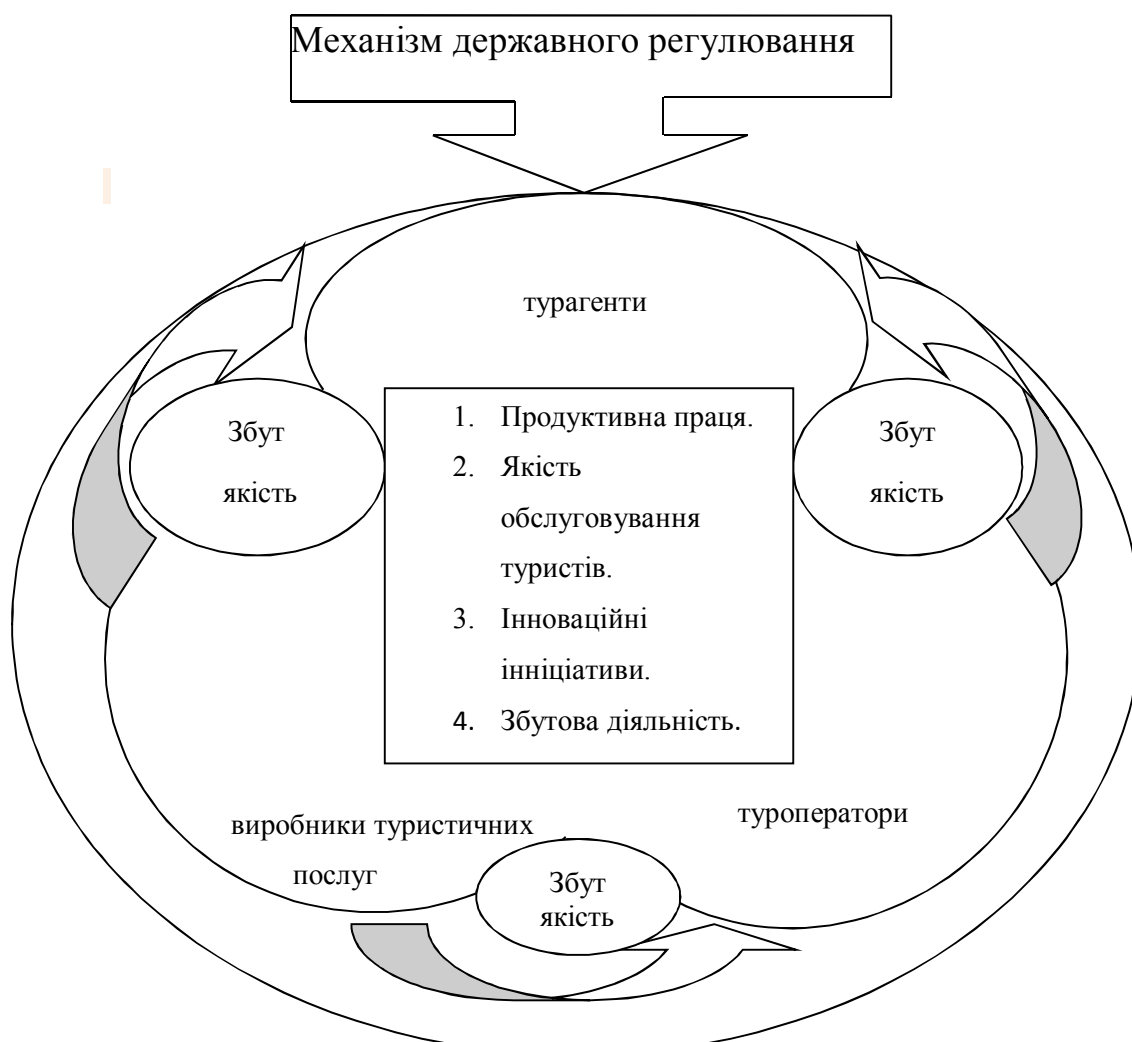 Механізм державного регулювання
турагенти
Збут
якість
1. Продуктивна праця.
2. Якість
обслуговування
туристів.
3. Інноваційні
інніціативи.
4. Збутова діяльність.
Збут
якість
виробники туристичних
послуг
туроператори
Збут
якість